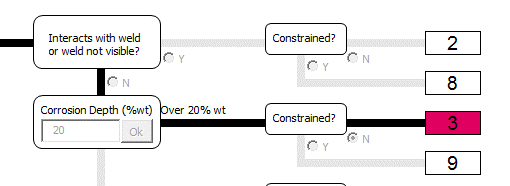 Interacts with weld
or weld not visible?
Y
N
Constrained?
Y
N
2
8
Corrosion Depth (%wt)
20
Ok
Over 20% wt
Constrained?
Y
N
3
9